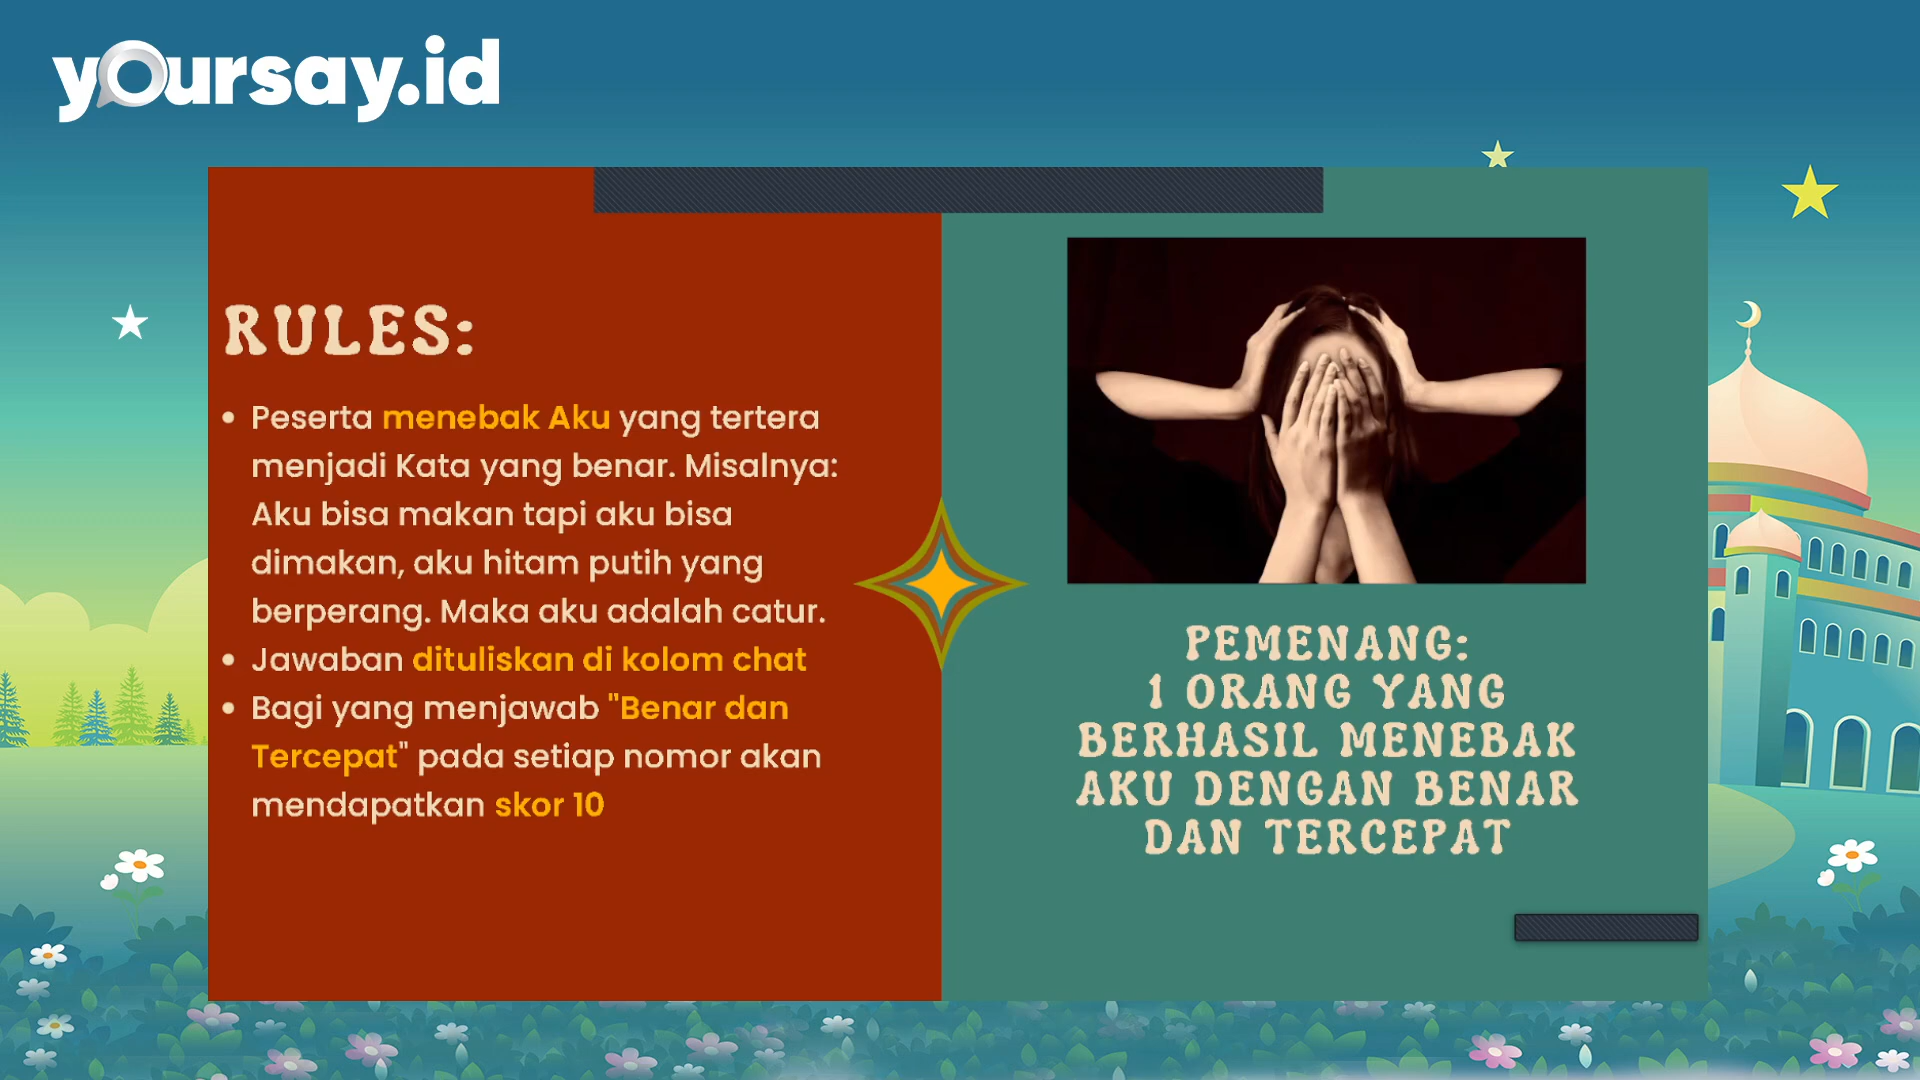 yoursay.id
RULES:
• Peserta menebak Aku yang tertera
menjadi Kata yang benar. Misalnya:
Aku bisa makan tapi aku bisa
dimakan, aku hitam putih yang
berperang. Maka aku adalah catur.
• Jawaban dituliskan di kolom chat
• Bagi yang menjawab "Benar dan
Tercepat" pada setiap nomor akan
mendapatkan skor 10
PEMENANG:
1 ORANG YANG
BERHASIL MENEBAK
AKU DENGAN BENAR
DAN TERCEPAT